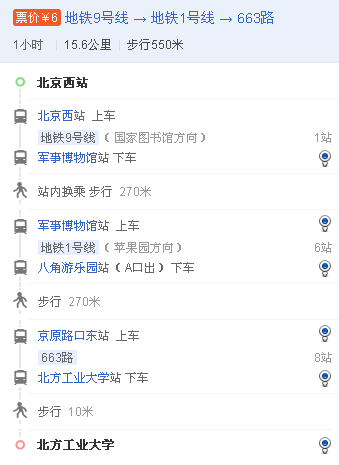 票价¥6 地铁9号线 → 地铁1号线 → 663路
1小时 15.6公里 步行550米
北京西站
北京西站 上车
地铁9号线 ( 国家图书馆方向 ) 1站
军事博物馆站 下车
站内换乘 步行 270米
军事博物馆站 上车
地铁1号线 ( 苹果园方向 ) 6站
八角游乐园站 ( A口出 ) 下车
步行 270米
京原路口东站 上车
663路 8站
北方工业大学站 下车
步行 10米
北方工业大学